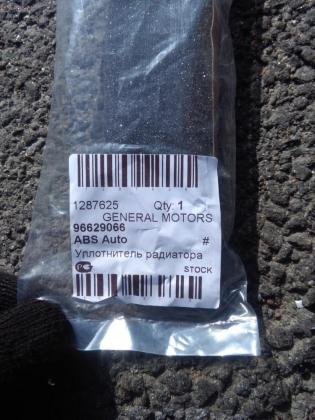 1287625 Qty: 1
GENERAL MOTORS
96629066
ABS Auto #
Уплотнитель радиатора
STOCK